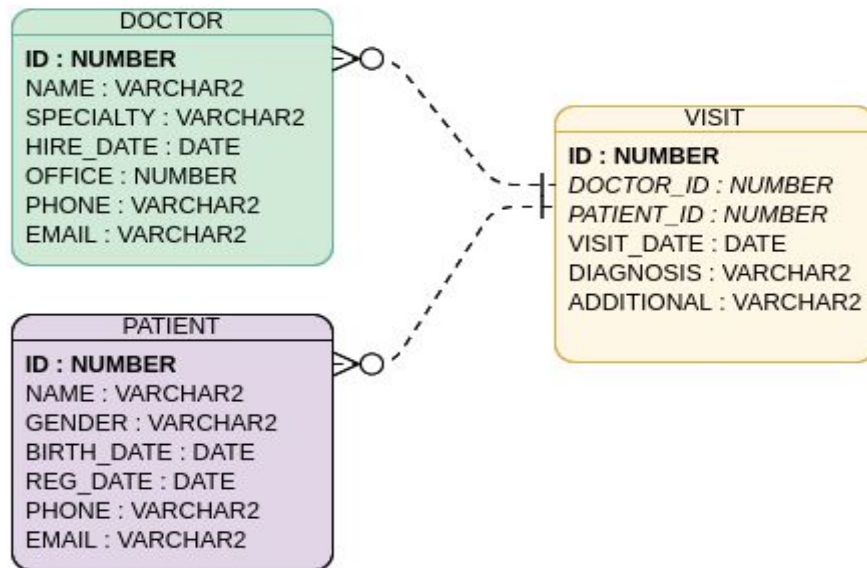 DOCTOR
ID : NUMBER
NAME : VARCHAR2
SPECIALTY : VARCHAR2
HIRE_DATE : DATE
OFFICE : NUMBER
PHONE : VARCHAR2
EMAIL : VARCHAR2
PATIENT
ID : NUMBER
NAME : VARCHAR2
GENDER : VARCHAR2
BIRTH_DATE : DATE
REG_DATE : DATE
PHONE : VARCHAR2
EMAIL : VARCHAR2
VISIT
ID : NUMBER
DOCTOR_ID : NUMBER
PATIENT_ID : NUMBER
VISIT_DATE : DATE
DIAGNOSIS : VARCHAR2
ADDITIONAL : VARCHAR2